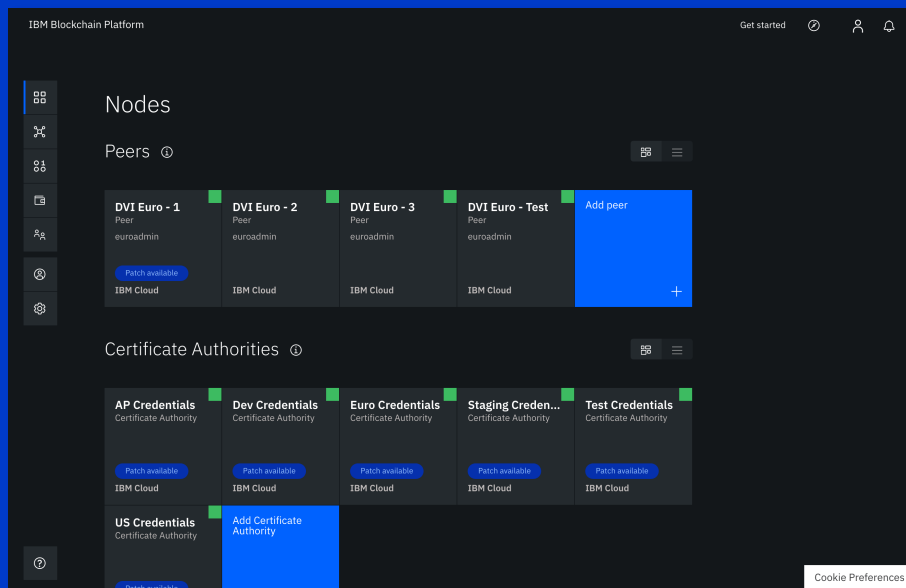 IBM Blockchain Platform
Get started
Nodes
Peers
DVI Euro - 1
Peer
euroadmin
Patch available
IBM Cloud
DVI Euro - 2
Peer
euroadmin
IBM Cloud
DVI Euro - 3
Peer
euroadmin
IBM Cloud
DVI Euro - Test
Peer
euroadmin
IBM Cloud
Add peer
Certificate Authorities
AP Credentials
Certificate Authority
Patch available
IBM Cloud
Dev Credentials
Certificate Authority
Patch available
IBM Cloud
Euro Credentials
Certificate Authority
Patch available
IBM Cloud
Staging Creden...
Certificate Authority
Patch available
IBM Cloud
Test Credentials
Certificate Authority
Patch available
IBM Cloud
US Credentials
Certificate Authority
Patch available
Add Certificate
Authority
Cookie Preferences